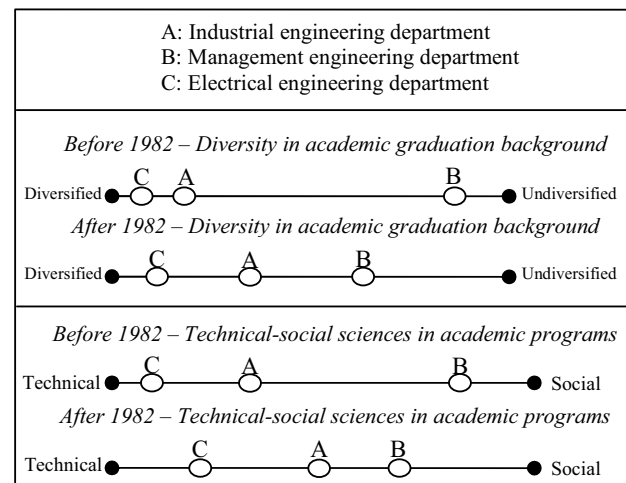 A: Industrial engineering department
B: Management engineering department
C: Electrical engineering department
Before 1982 – Diversity in academic graduation background
C A B
Diversified Undiversified
After 1982 – Diversity in academic graduation background
C A B
Diversified Undiversified
Before 1982 – Technical-social sciences in academic programs
C A B
Technical Social
After 1982 – Technical-social sciences in academic programs
C A B
Technical Social